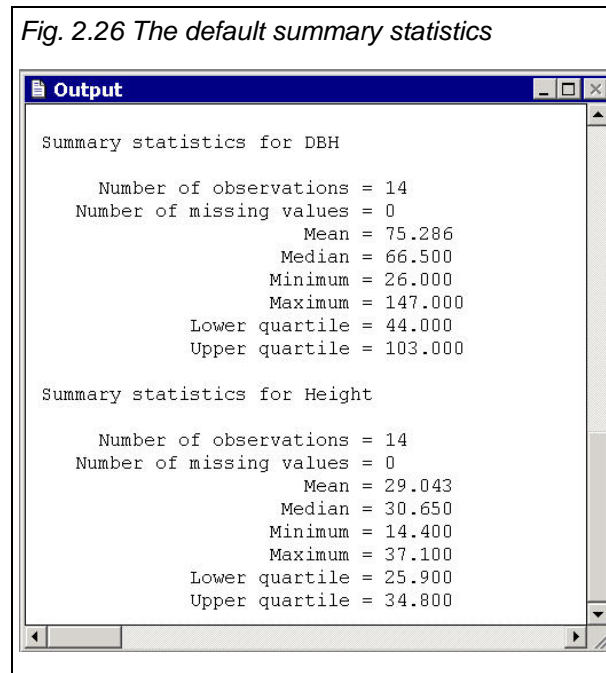 Fig. 2.26 The default summary statistics
Output
Summary statistics for DBH
Number of observations = 14
Number of missing values = 0
Mean = 75.286
Median = 66.500
Minimum = 26.000
Maximum = 147.000
Lower quartile = 44.000
Upper quartile = 103.000
Summary statistics for Height
Number of observations = 14
Number of missing values = 0
Mean = 29.043
Median = 30.650
Minimum = 14.400
Maximum = 37.100
Lower quartile = 25.900
Upper quartile = 34.800